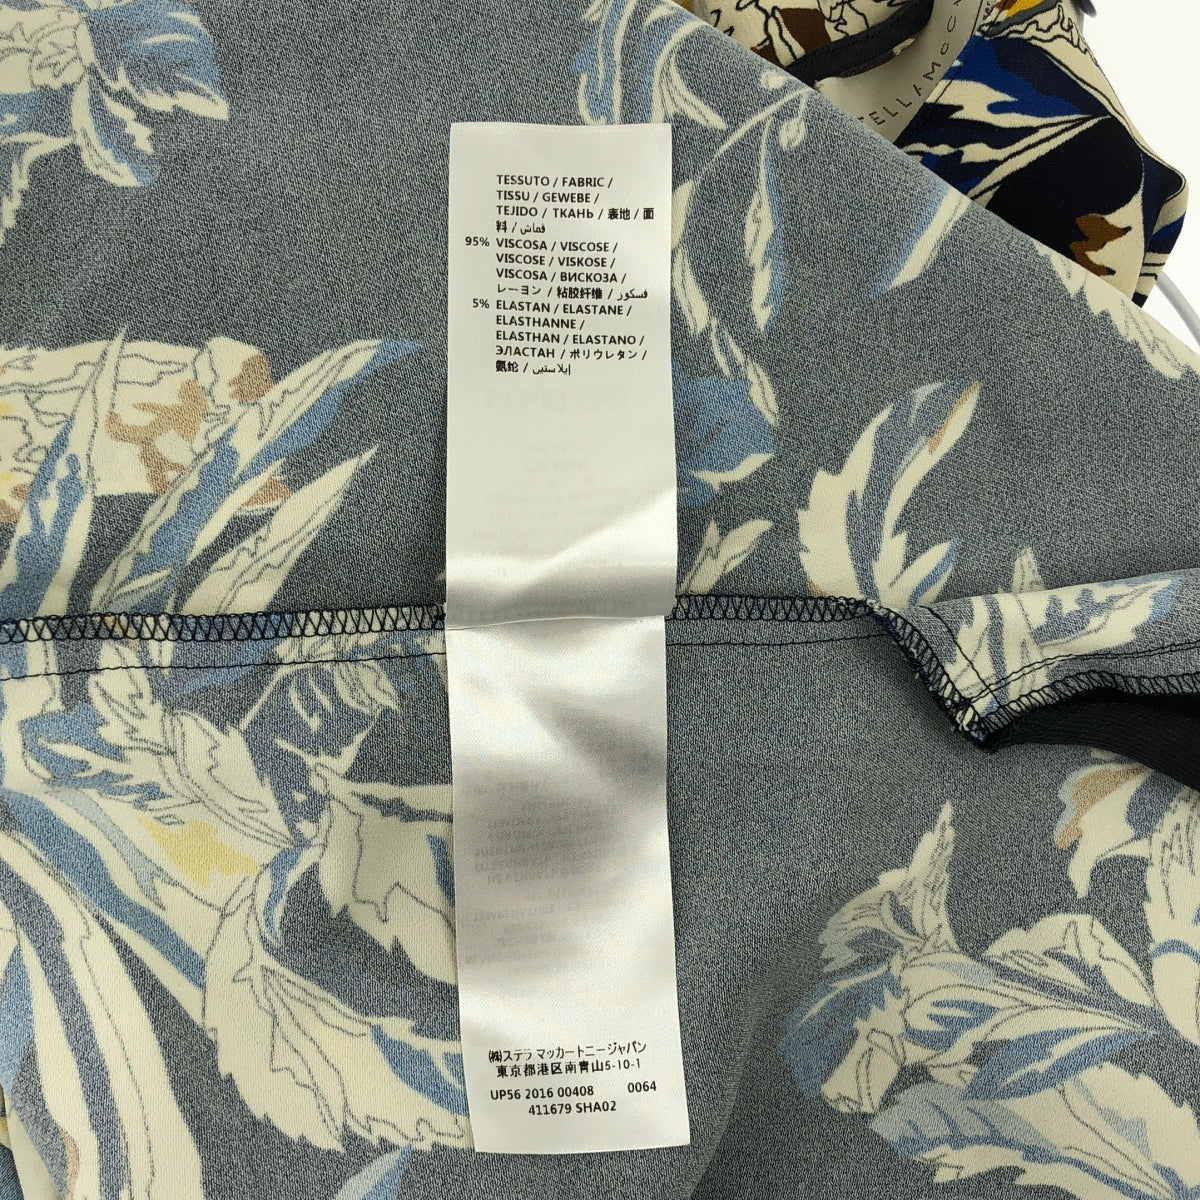 TELLA MCC
TESSUTO / FABRIC /
TISSU / GEWEBE /
TEJIDO / ТКАНЬ / 表地 / 面
料 / قماش
95% VISCOSA / VISCOSE /
VISCOSE / VISKOSE /
VISCOSA / ВИСКОЗА /
レーヨン / 粘胶纤维 / فسكوز
5% ELASTAN / ELASTANE /
ELASTHANNE /
ELASTHAN / ELASTANO /
ЭЛАСТАН / ポリウレタン /
氨蛇 / إيلاستين
㈱ステラ マッカートニージャパン
東京都港区南青山5-10-1
UP56 2016 00408 0064
411679 SHA02